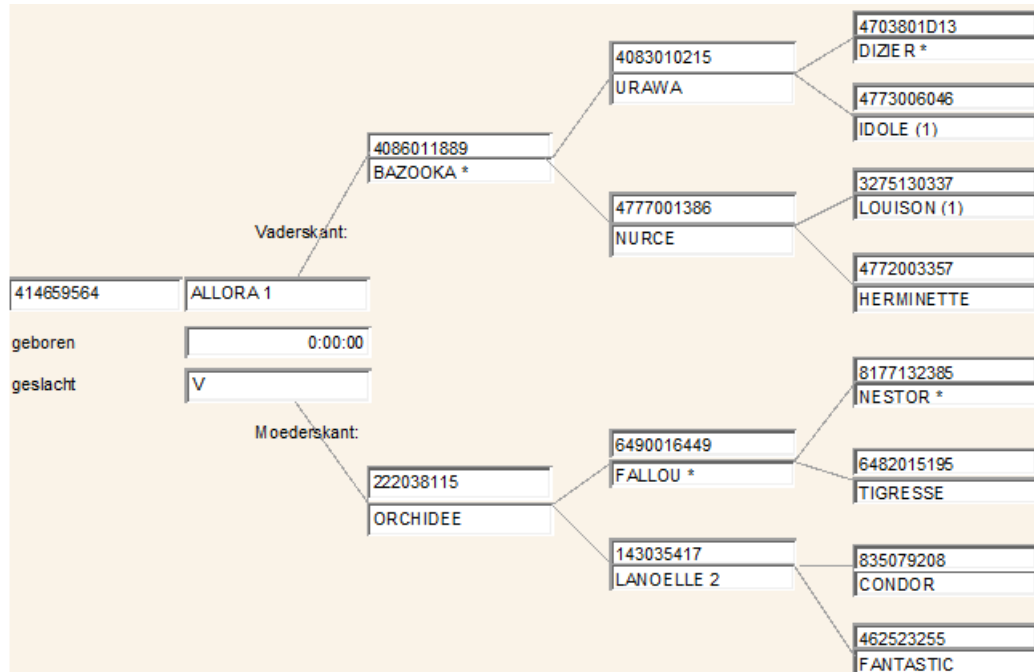 4703801D13
DIZIER *
4083010215
URAWA
4773006046
IDOLE (1)
4086011889
BAZOOKA *
3275130337
LOUISON (1)
4777001386
NURCE
Vaderskant:
4772003357
HERMINETTE
414659564
ALLORA 1
geboren
0:00:00
geslacht
V
8177132385
NESTOR *
Moederskant:
6490016449
FALLOU *
6482015195
TIGRESSE
222038115
ORCHIDEE
143035417
LANOELLE 2
835079208
CONDOR
462523255
FANTASTIC